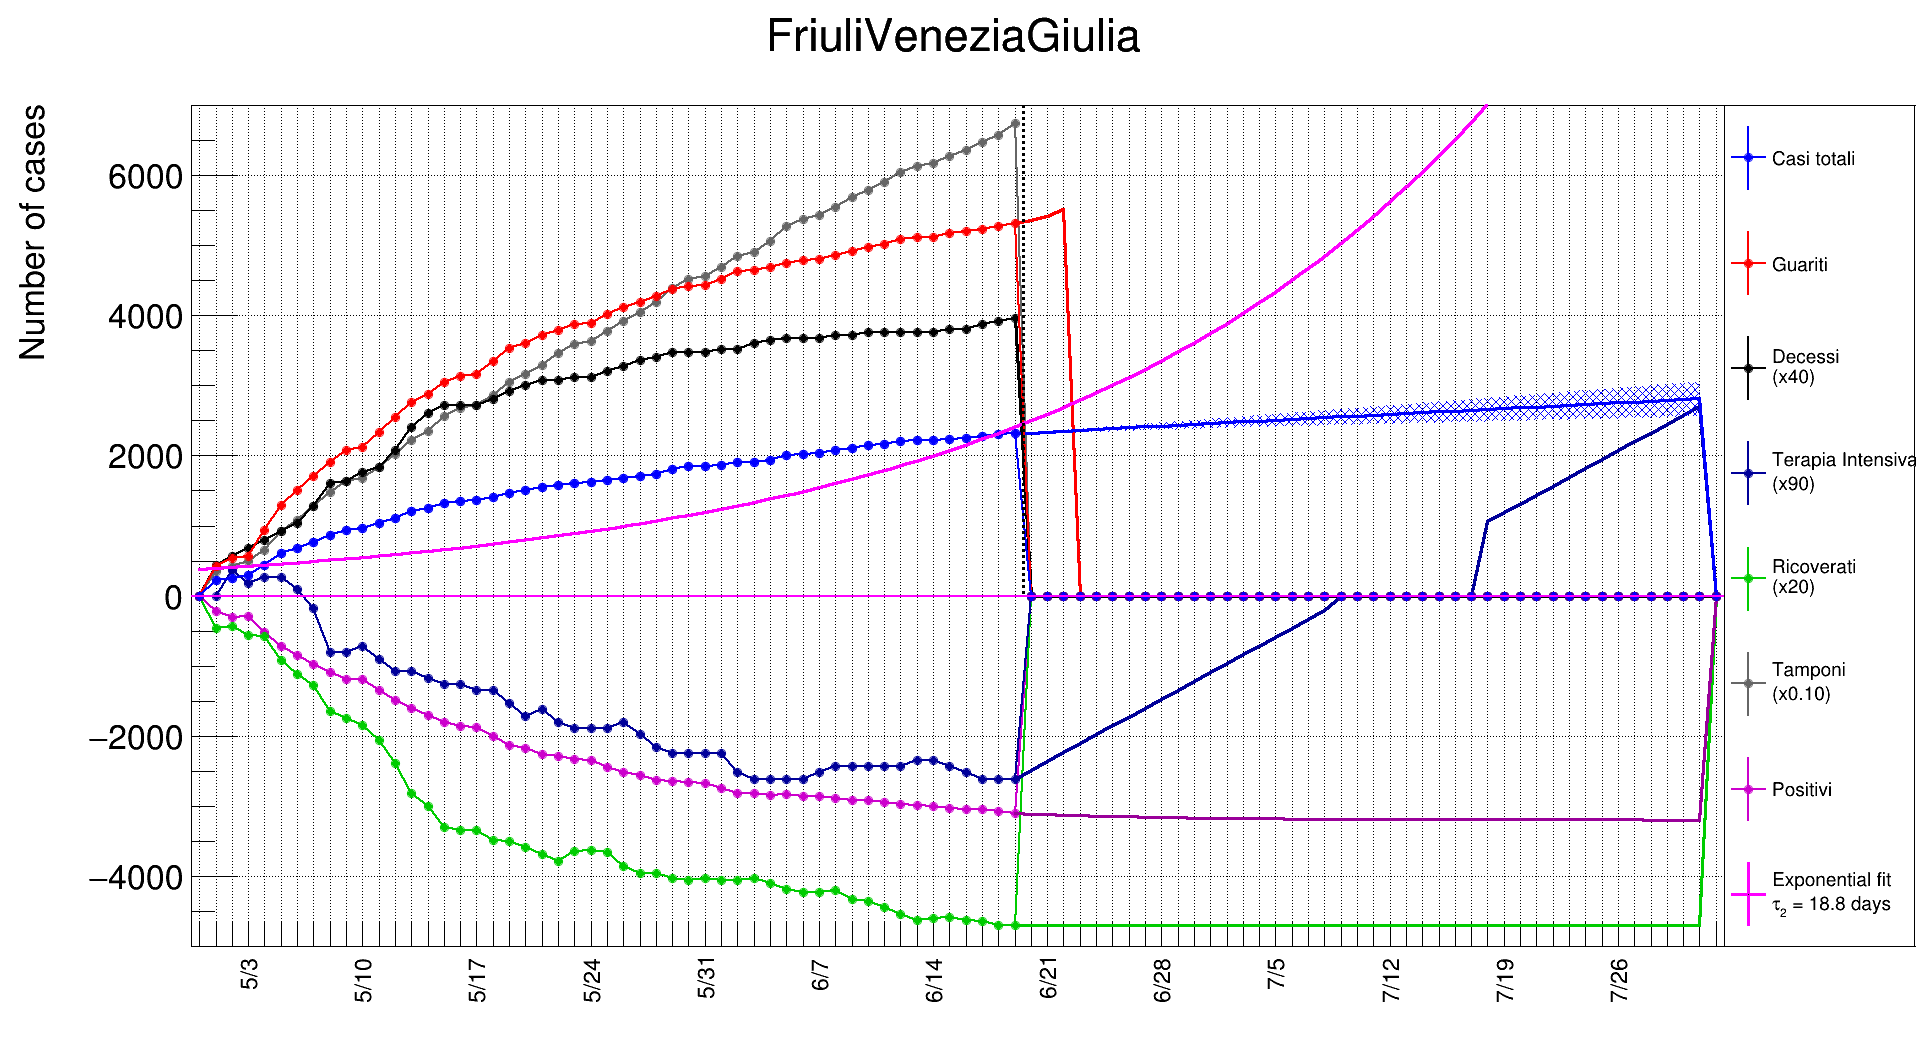 FriuliVeneziaGiulia
Number of cases
6000
4000
2000
0
−2000
−4000
5/3
5/10
5/17
5/24
5/31
6/7
6/14
6/21
6/28
7/5
7/12
7/19
7/26
Casi totali
Guariti
Decessi
(x40)
Terapia Intensiva
(x90)
Ricoverati
(x20)
Tamponi
(x0.10)
Positivi
Exponential fit
τ₂ = 18.8 days